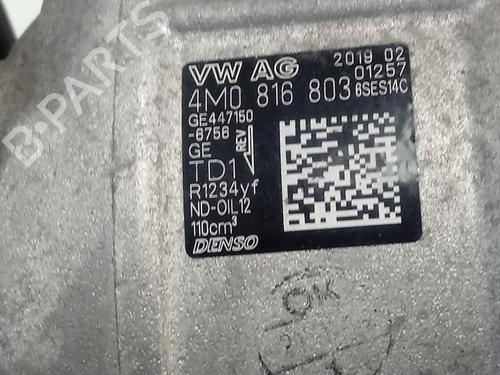 VW AG 2019 02
01257
4M0 816 803 6SES14C
GE447150
-6756
GE REV
TD1
R1234yf
ND-OIL12
110cm³
DENSO
OK
B-PARTS